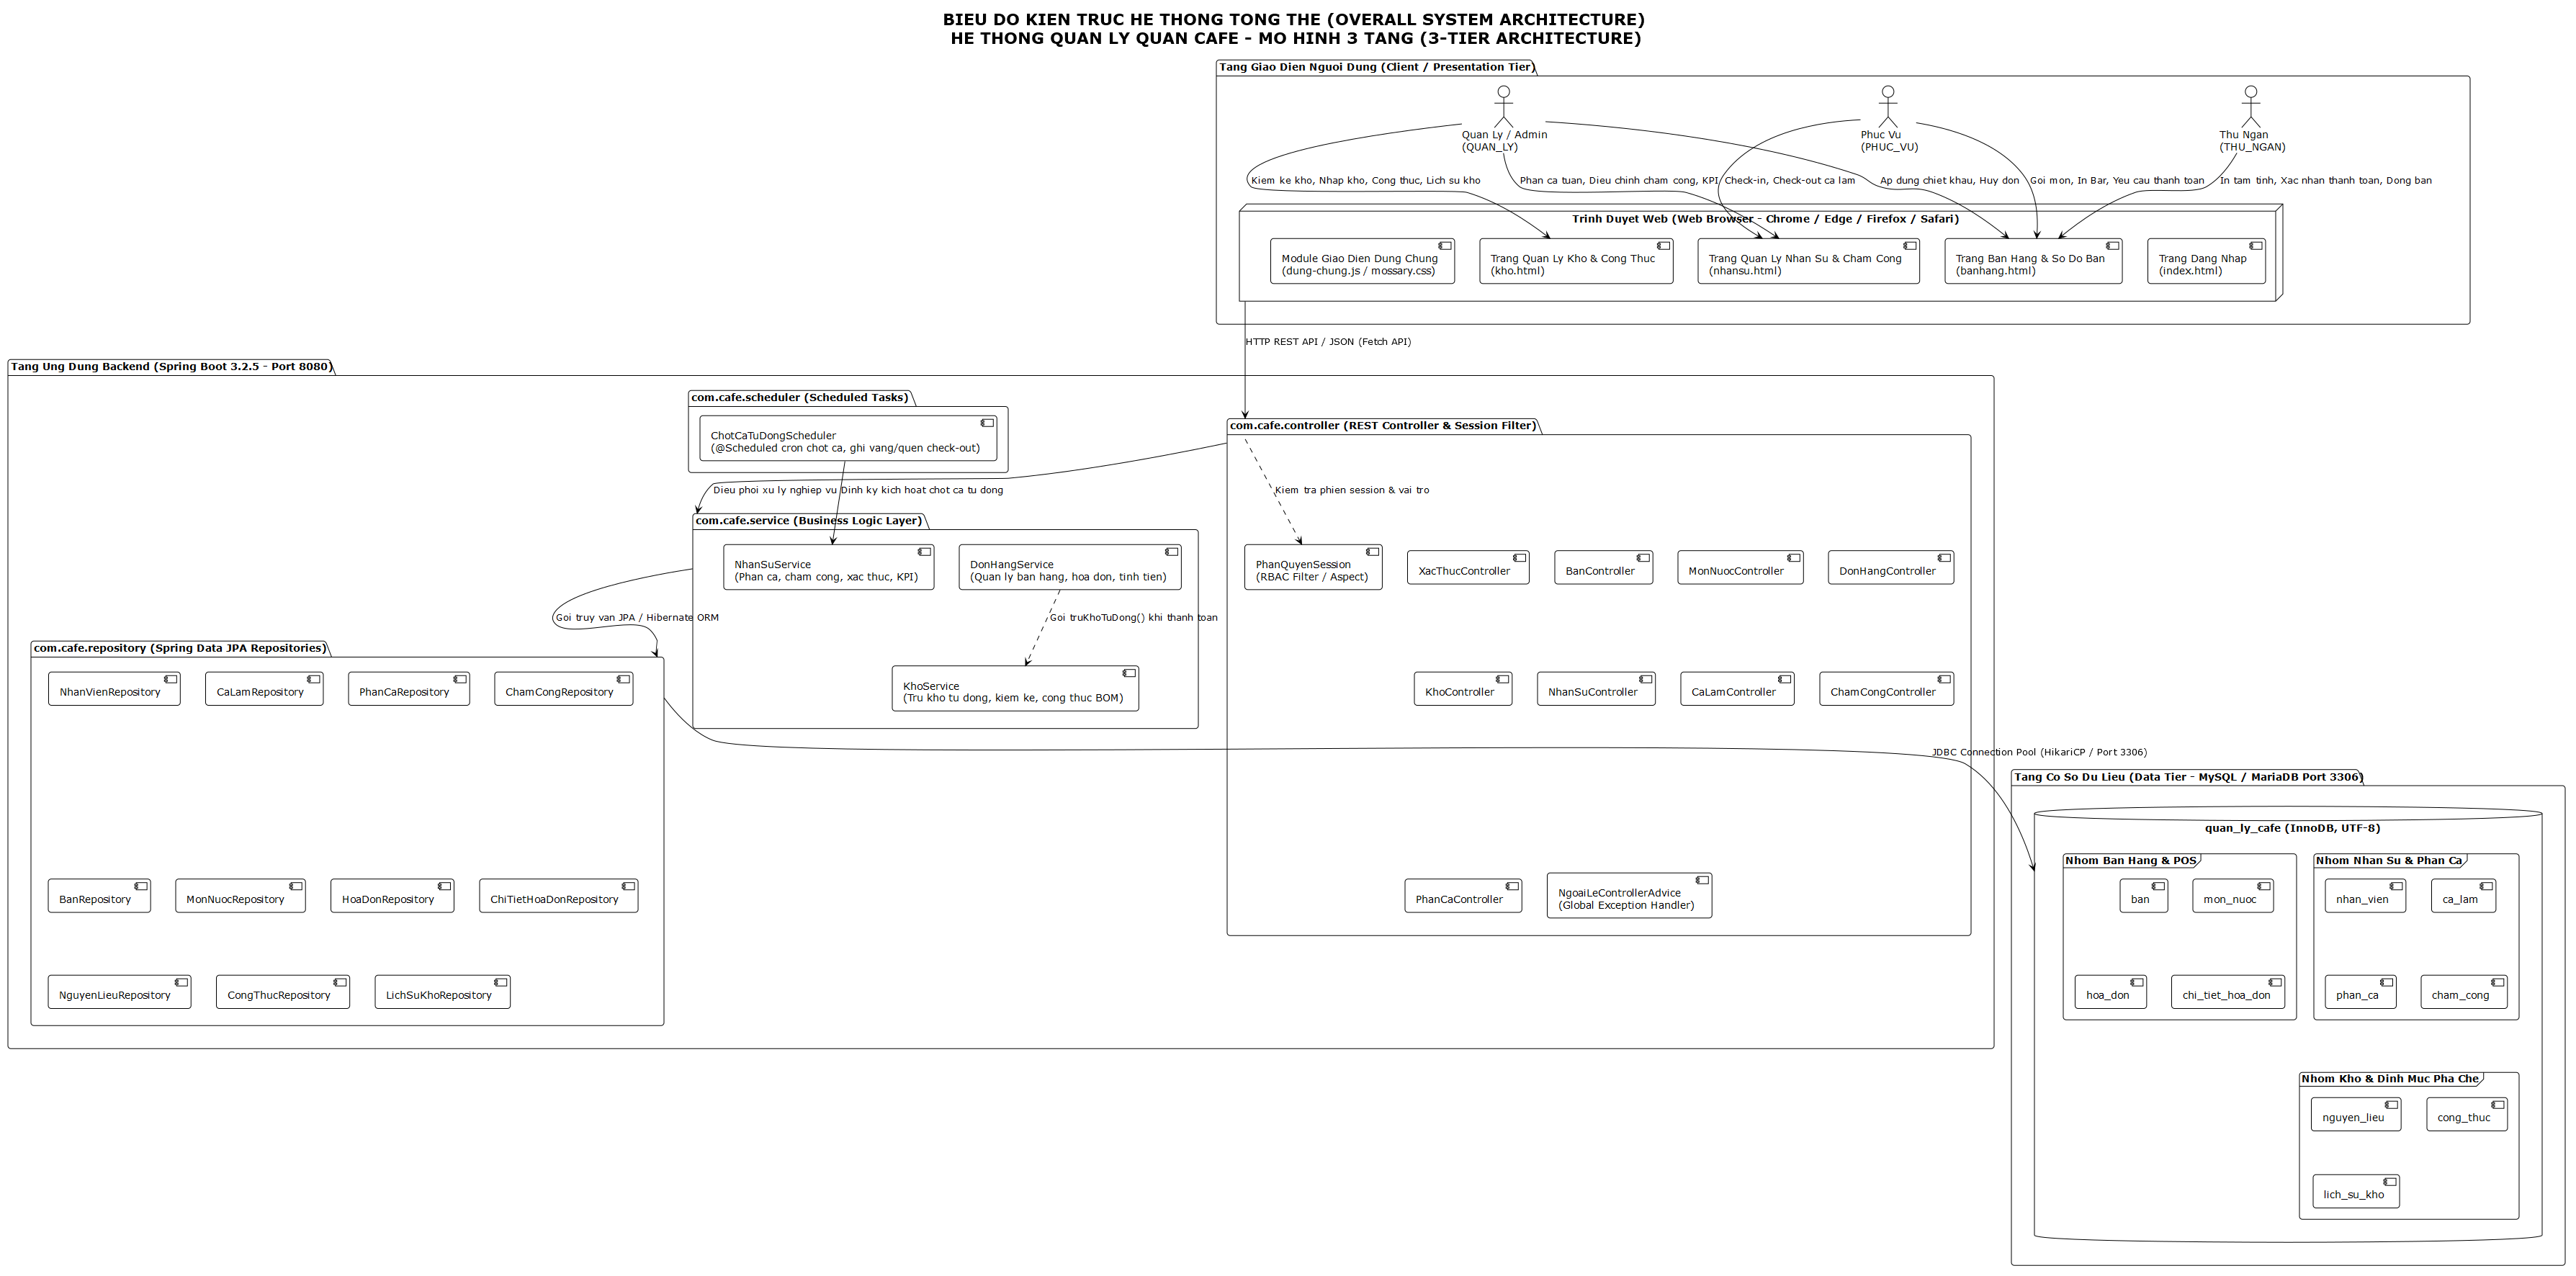 BIEU DO KIEN TRUC HE THONG TONG THE (OVERALL SYSTEM ARCHITECTURE)
HE THONG QUAN LY QUAN CAFE - MO HINH 3 TANG (3-TIER ARCHITECTURE)
Tang Giao Dien Nguoi Dung (Client / Presentation Tier)
Quan Ly / Admin
(QUAN_LY)
Phuc Vu
(PHUC_VU)
Thu Ngan
(THU_NGAN)
Kiem ke kho, Nhap kho, Cong thuc, Lich su kho
Phan ca tuan, Dieu chinh cham cong, KPI
Check-in, Check-out ca lam
Ap dung chiet khau, Huy don
Goi mon, In Bar, Yeu cau thanh toan
In tam tinh, Xac nhan thanh toan, Dong ban
Trinh Duyet Web (Web Browser - Chrome / Edge / Firefox / Safari)
Module Giao Dien Dung Chung
(dung-chung.js / mossary.css)
Trang Quan Ly Kho & Cong Thuc
(kho.html)
Trang Quan Ly Nhan Su & Cham Cong
(nhansu.html)
Trang Ban Hang & So Do Ban
(banhang.html)
Trang Dang Nhap
(index.html)
HTTP REST API / JSON (Fetch API)
Tang Ung Dung Backend (Spring Boot 3.2.5 - Port 8080)
com.cafe.scheduler (Scheduled Tasks)
ChotCaTuDongScheduler
(@Scheduled cron chot ca, ghi vang/quen check-out)
com.cafe.controller (REST Controller & Session Filter)
Dieu phoi xu ly nghiep vu
Dinh ky kich hoat chot ca tu dong
Kiem tra phien session & vai tro
com.cafe.service (Business Logic Layer)
NhanSuService
(Phan ca, cham cong, xac thuc, KPI)
DonHangService
(Quan ly ban hang, hoa don, tinh tien)
PhanQuyenSession
(RBAC Filter / Aspect)
XacThucController
BanController
MonNuocController
DonHangController
Goi truy van JPA / Hibernate ORM
Goi truKhoTuDong() khi thanh toan
com.cafe.repository (Spring Data JPA Repositories)
NhanVienRepository
CaLamRepository
PhanCaRepository
ChamCongRepository
KhoService
(Tru kho tu dong, kiem ke, cong thuc BOM)
KhoController
NhanSuController
CaLamController
ChamCongController
JDBC Connection Pool (HikariCP / Port 3306)
Tang Co So Du Lieu (Data Tier - MySQL / MariaDB Port 3306)
quan_ly_cafe (InnoDB, UTF-8)
Nhom Ban Hang & POS
Nhom Nhan Su & Phan Ca
BanRepository
MonNuocRepository
HoaDonRepository
ChiTietHoaDonRepository
PhanCaController
NgoaiLeControllerAdvice
(Global Exception Handler)
ban
mon_nuoc
nhan_vien
ca_lam
NguyenLieuRepository
CongThucRepository
LichSuKhoRepository
hoa_don
chi_tiet_hoa_don
phan_ca
cham_cong
Nhom Kho & Dinh Muc Pha Che
nguyen_lieu
cong_thuc
lich_su_kho